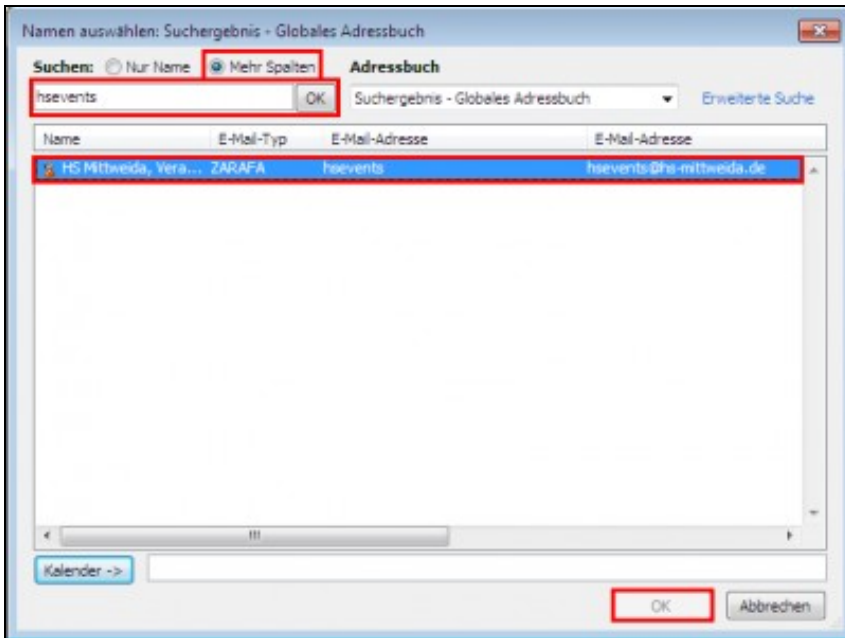 Namen auswählen: Suchergebnis - Globales Adressbuch
Suchen: Nur Name Mehr Spalten Adressbuch
hsevents OK Suchergebnis - Globales Adressbuch Erweiterte Suche
Name E-Mail-Typ E-Mail-Adresse E-Mail-Adresse
HS Mittweida, Vera... ZARAFA hsevents hsevents@hs-mittweida.de
Kalender ->
OK Abbrechen